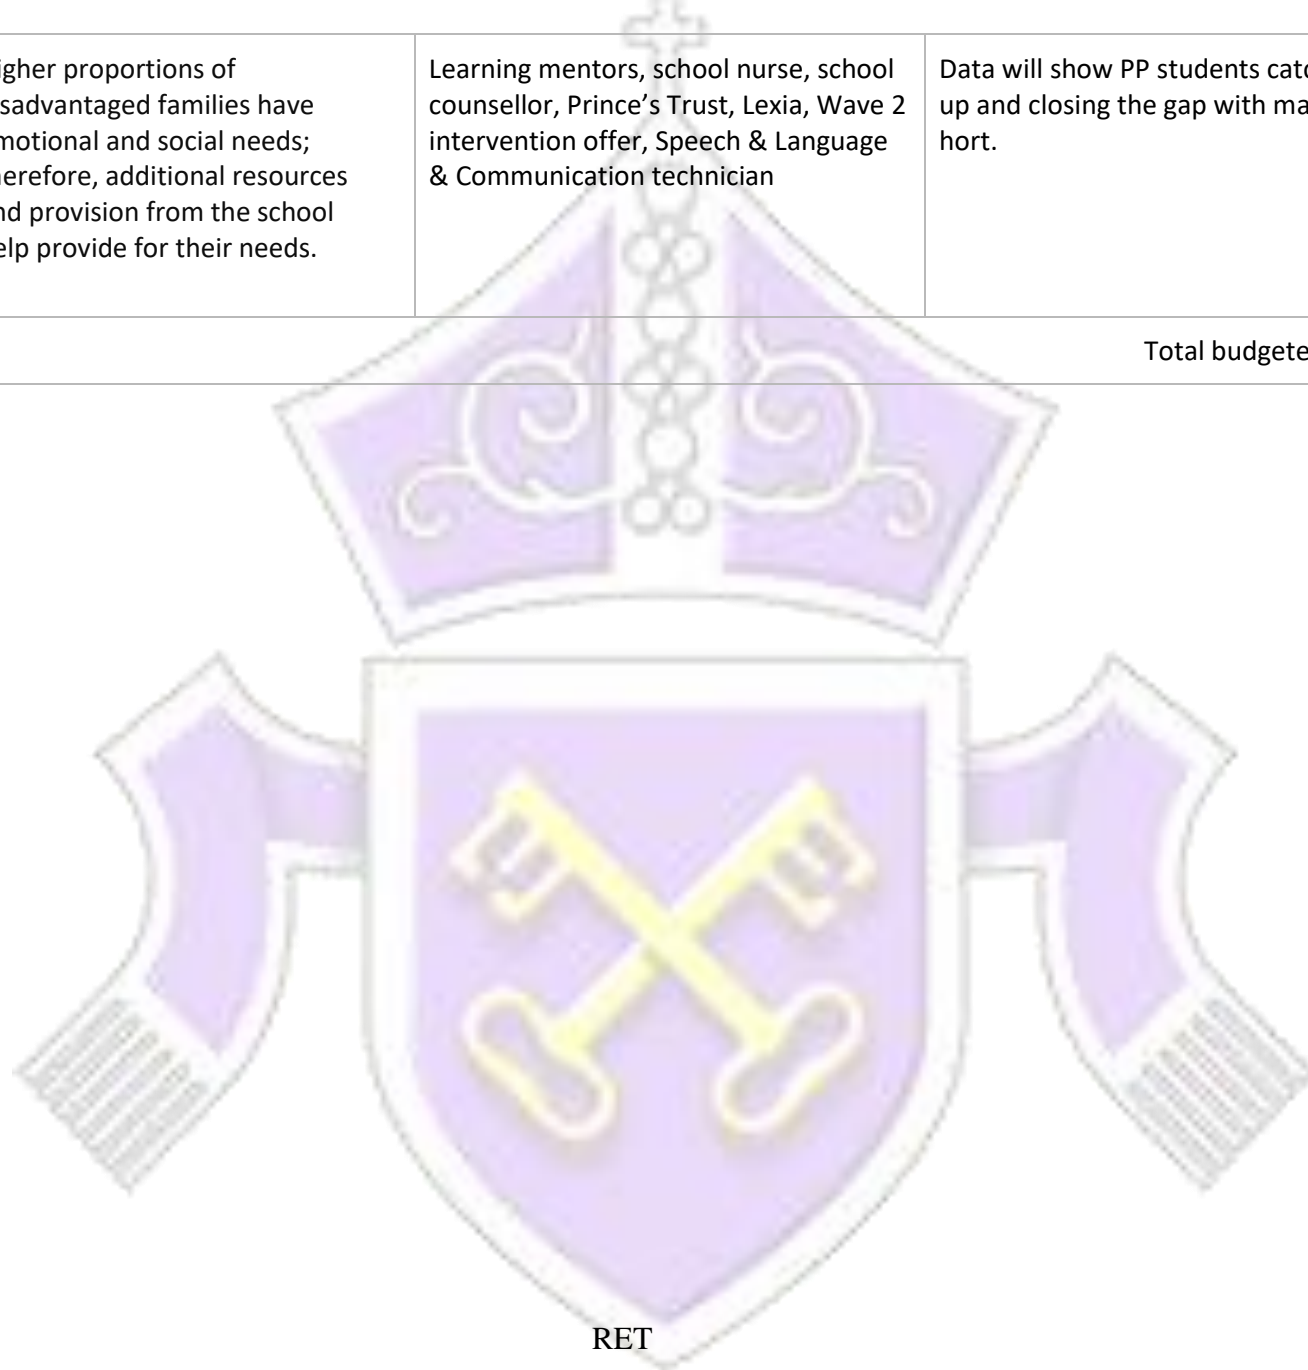 igher proportions of
sadvantaged families have
motional and social needs;
herefore, additional resources
nd provision from the school
elp provide for their needs.
Learning mentors, school nurse, school
counsellor, Prince’s Trust, Lexia, Wave 2
intervention offer, Speech & Language
& Communication technician
Data will show PP students catc
up and closing the gap with ma
hort.
Total budgete
RET